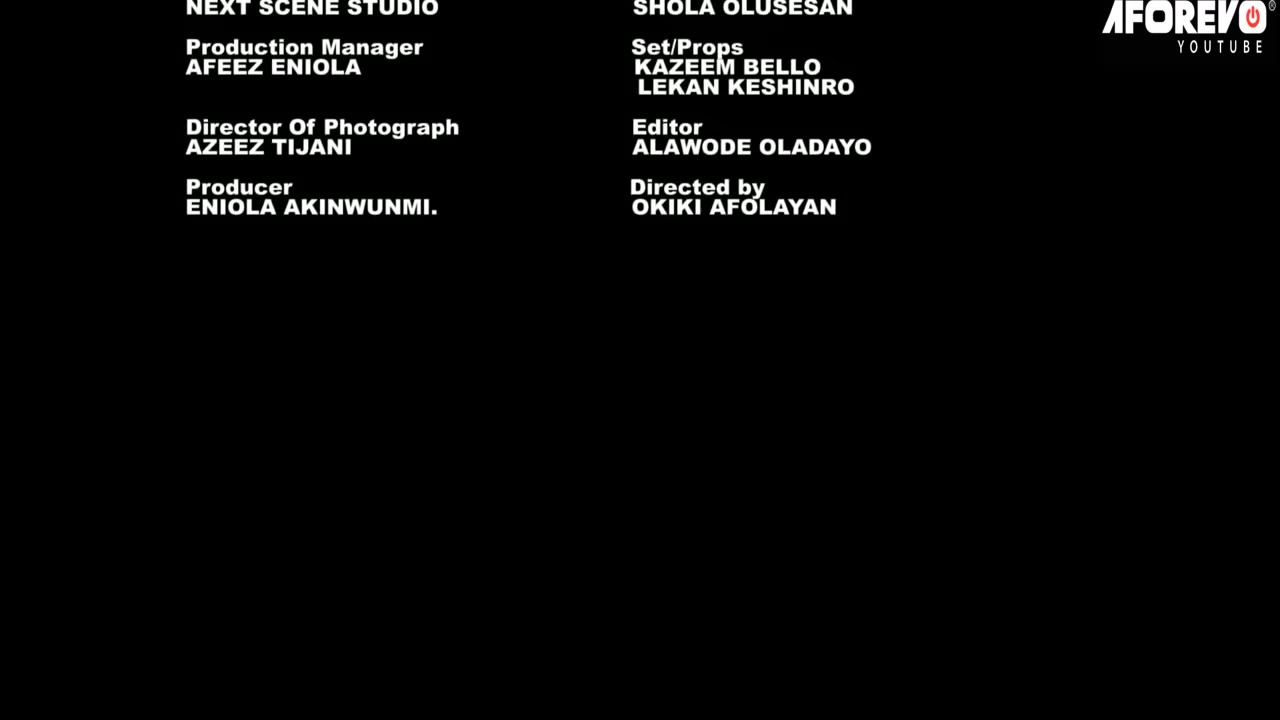 NEXT SCENE STUDIO
Production Manager
AFEEZ ENIOLA
Director Of Photograph
AZEEZ TIJANI
Producer
ENIOLA AKINWUNMI.
SHOLA OLUSESAN
Set/Props
KAZEEM BELLO
LEKAN KESHINRO
Editor
ALAWODE OLADAYO
Directed by
OKIKI AFOLAYAN
AFOREVO®
YOUTUBE